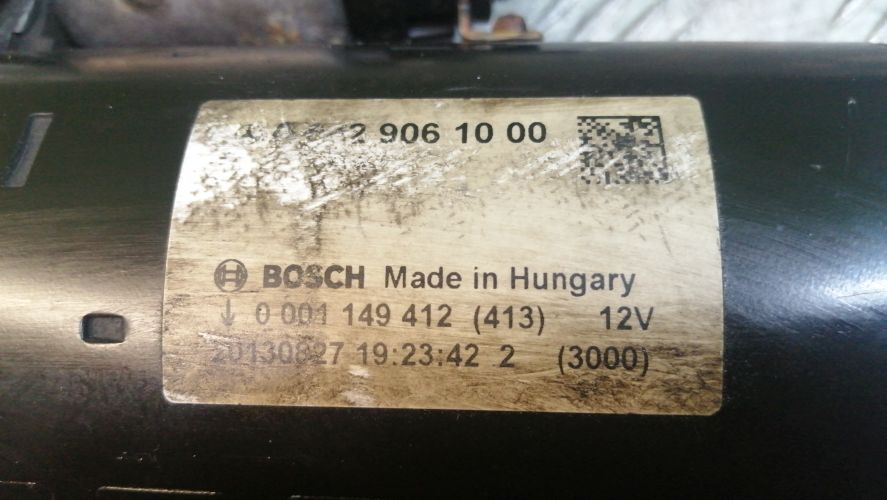 2 906 10 00
BOSCH Made in Hungary
↓ 0 001 149 412 (413) 12V
20130827 19:23:42 2 (3000)